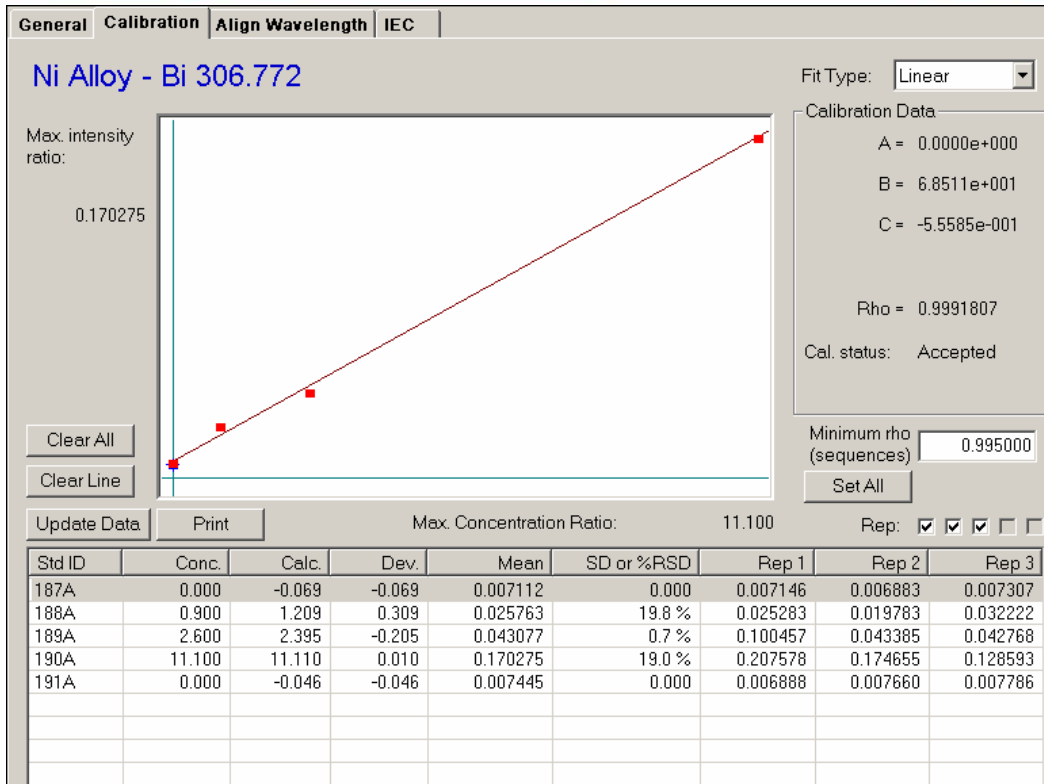 General Calibration Align Wavelength IEC
Ni Alloy - Bi 306.772
Fit Type: Linear
Max. intensity
ratio:
0.170275
Calibration Data
A = 0.0000e+000
B = 6.8511e+001
C = -5.5585e-001
Rho = 0.9991807
Cal. status: Accepted
Clear All
Clear Line
Minimum rho
(sequences) 0.995000
Set All
Update Data Print Max. Concentration Ratio: 11.100 Rep:
Std ID Conc. Calc. Dev. Mean SD or %RSD Rep 1 Rep 2 Rep 3
187A 0.000 -0.069 -0.069 0.007112 0.000 0.007146 0.006883 0.007307
188A 0.900 1.209 0.309 0.025763 19.8 % 0.025283 0.019783 0.032222
189A 2.600 2.395 -0.205 0.043077 0.7 % 0.100457 0.043385 0.042768
190A 11.100 11.110 0.010 0.170275 19.0 % 0.207578 0.174655 0.128593
191A 0.000 -0.046 -0.046 0.007445 0.000 0.006888 0.007660 0.007786